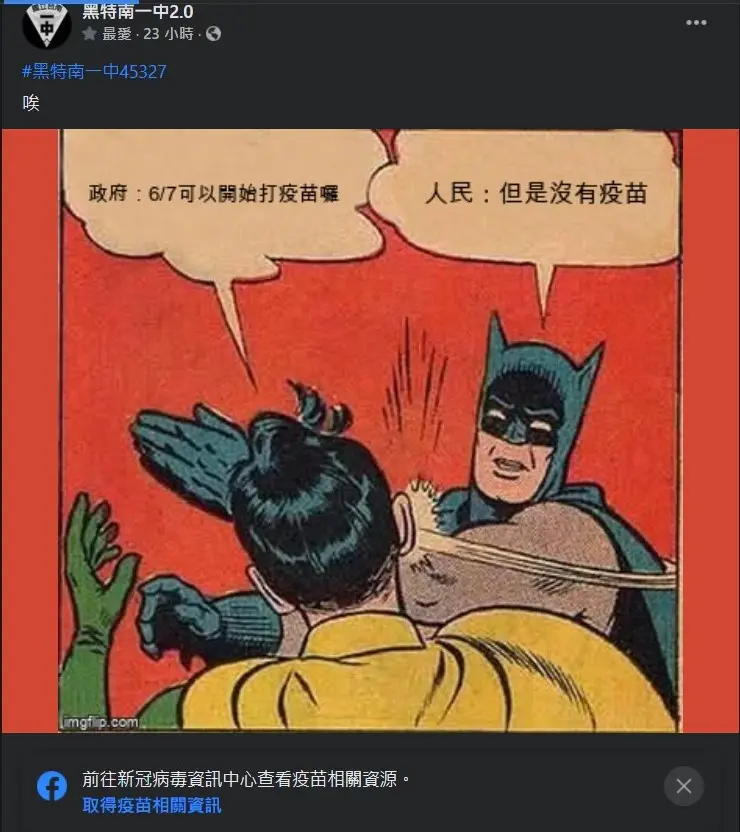 黑特南一中2.0
最愛 · 23 小時 ·
#黑特南一中45327
唉
政府：6/7可以開始打疫苗囉
人民：但是沒有疫苗
imgflip.com
前往新冠病毒資訊中心查看疫苗相關資源。
取得疫苗相關資訊